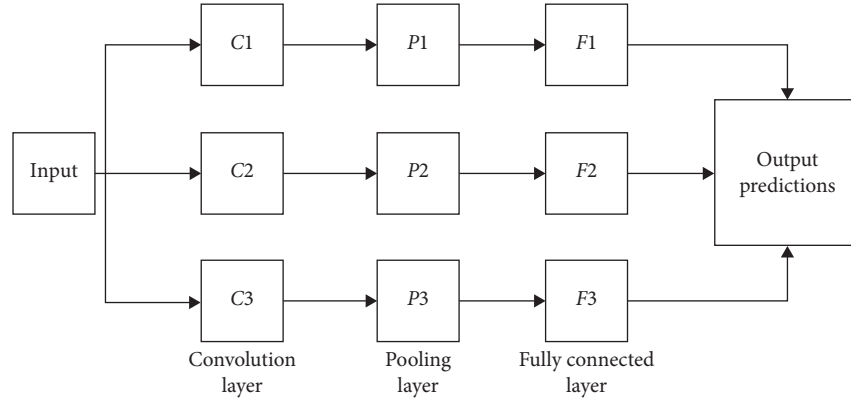 C1
P1
F1
Input
C2
P2
F2
Output
predictions
C3
P3
F3
Convolution
layer
Pooling
layer
Fully connected
layer